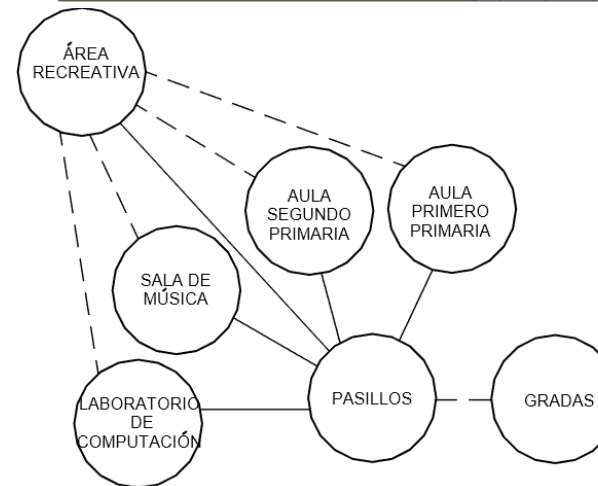 ÁREA
RECREATIVA
AULA
SEGUNDO
PRIMARIA
AULA
PRIMERO
PRIMARIA
SALA DE
MÚSICA
LABORATORIO
DE
COMPUTACIÓN
PASILLOS
GRADAS